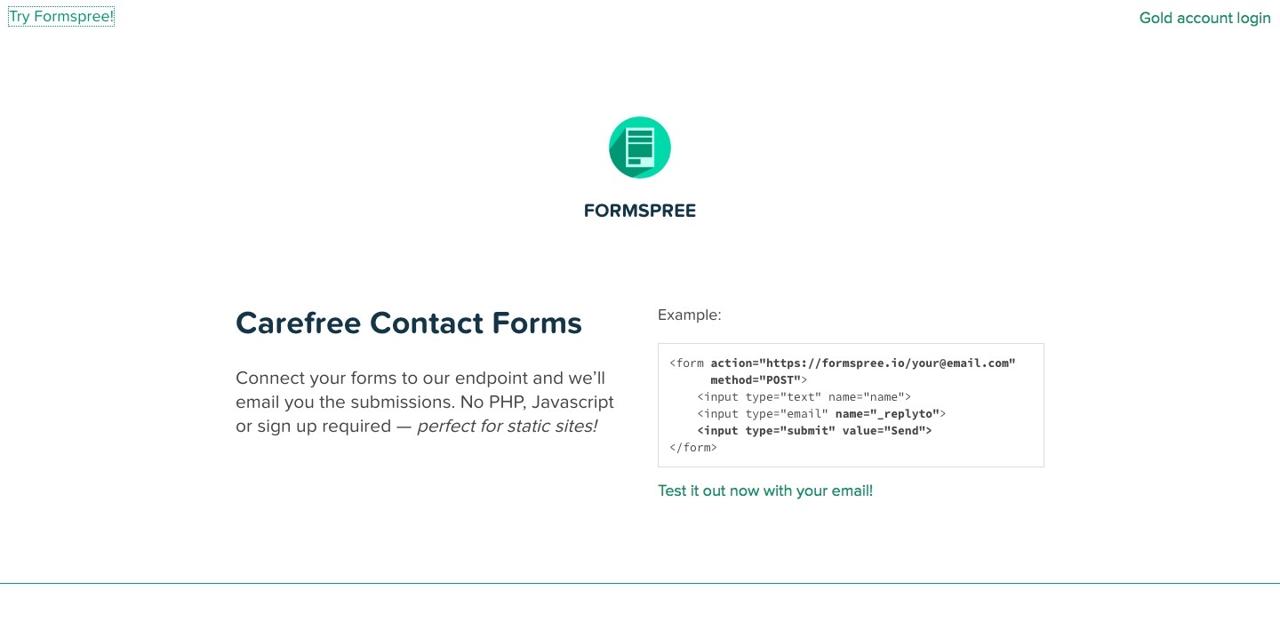 Try Formspree!
Gold account login
FORMSPREE
Carefree Contact Forms
Connect your forms to our endpoint and we’ll
email you the submissions. No PHP, Javascript
or sign up required — perfect for static sites!
Example:
<form action="https://formspree.io/your@email.com"
      method="POST">
    <input type="text" name="name">
    <input type="email" name="_replyto">
    <input type="submit" value="Send">
</form>
Test it out now with your email!